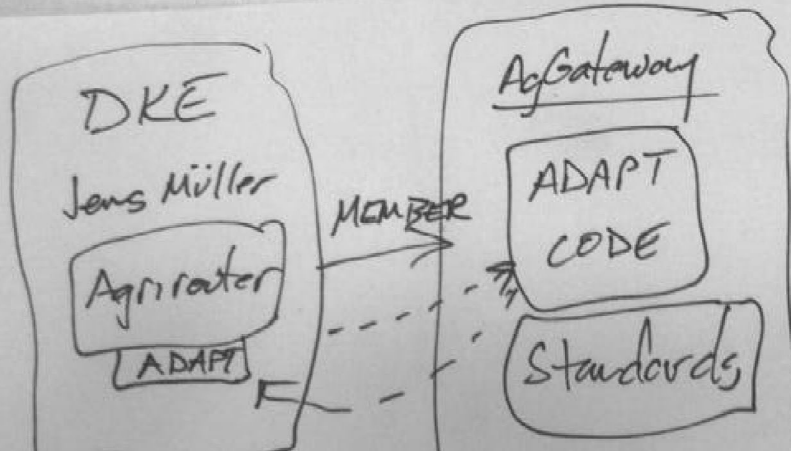 DKE
Jens Müller
Agrirouter
ADAPT
MEMBER
AgGateway
ADAPT
CODE
Standards